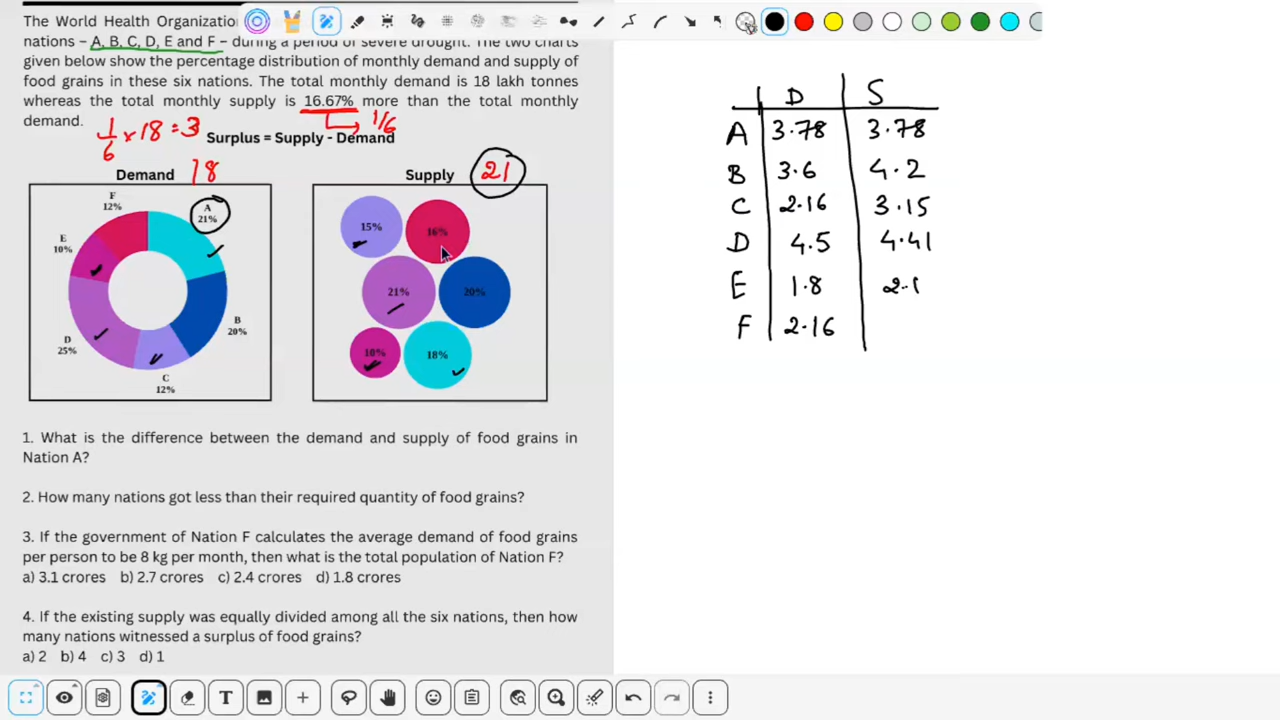 The World Health Organization
nations – A, B, C, D, E and F – during a period of severe drought. The two charts
given below show the percentage distribution of monthly demand and supply of
food grains in these six nations. The total monthly demand is 18 lakh tonnes
whereas the total monthly supply is 16.67% more than the total monthly
demand.
1/6 × 18 = 3
1/6
Surplus = Supply - Demand
Demand 18
Supply 21
F
12%
A
21%
E
10%
B
20%
D
25%
C
12%
15%
16%
21%
20%
10%
18%
1. What is the difference between the demand and supply of food grains in
Nation A?
2. How many nations got less than their required quantity of food grains?
3. If the government of Nation F calculates the average demand of food grains
per person to be 8 kg per month, then what is the total population of Nation F?
a) 3.1 crores b) 2.7 crores c) 2.4 crores d) 1.8 crores
4. If the existing supply was equally divided among all the six nations, then how
many nations witnessed a surplus of food grains?
a) 2 b) 4 c) 3 d) 1
D S
A 3.78 3.78
B 3.6 4.2
C 2.16 3.15
D 4.5 4.41
E 1.8 2.1
F 2.16
T